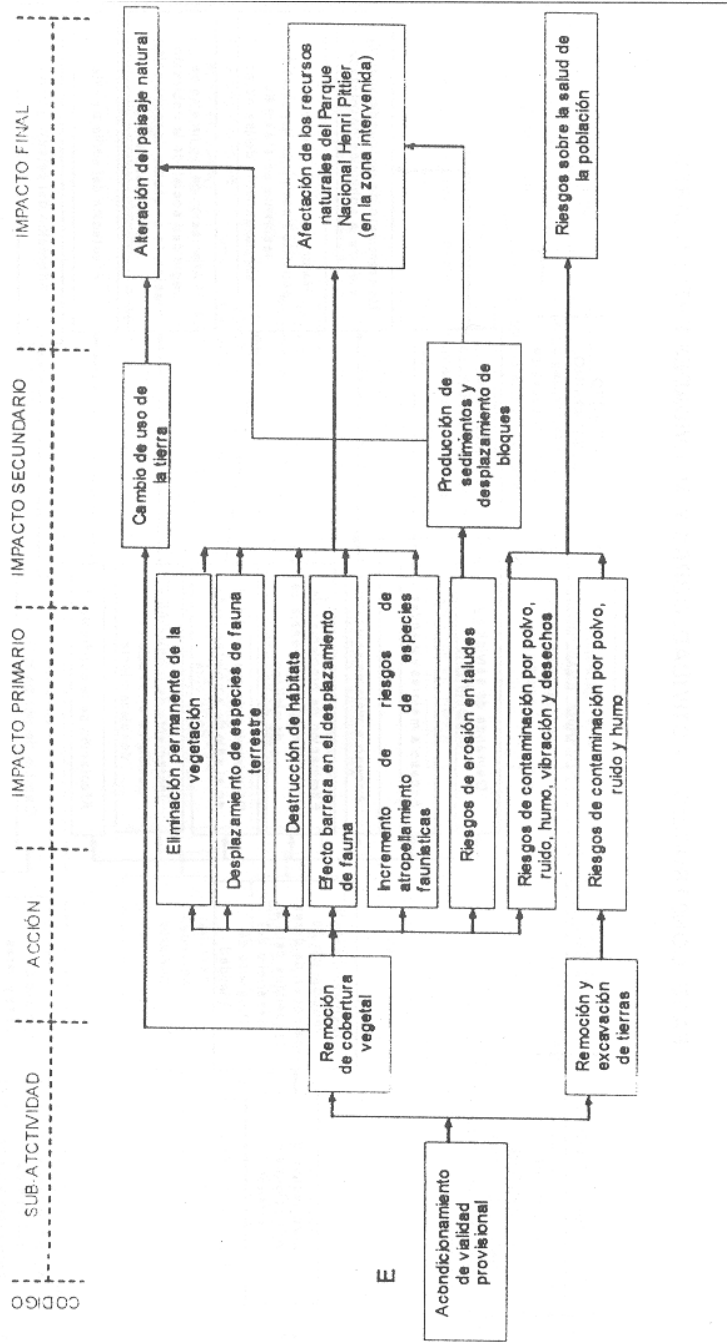 CODIGO
SUB-ATCTIVIDAD
ACCIÓN
IMPACTO PRIMARIO
IMPACTO SECUNDARIO
IMPACTO FINAL
E
Acondicionamiento
de vialidad
provisional
Remoción
de cobertura
vegetal
Remoción y
excavación
de tierras
Eliminación permanente de la
vegetación
Desplazamiento de especies de fauna
terrestre
Destrucción de hábitats
Efecto barrera en el desplazamiento
de fauna
Incremento de riesgos de
atropellamiento de especies
faunísticas
Riesgos de erosión en taludes
Riesgos de contaminación por polvo,
ruido, humo, vibración y desechos
Riesgos de contaminación por polvo,
ruido y humo
Cambio de uso de
la tierra
Producción de
sedimentos y
desplazamiento de
bloques
Alteración del paisaje natural
Afectación de los recursos
naturales del Parque
Nacional Henri Pittier
(en la zona intervenida)
Riesgos sobre la salud de
la población